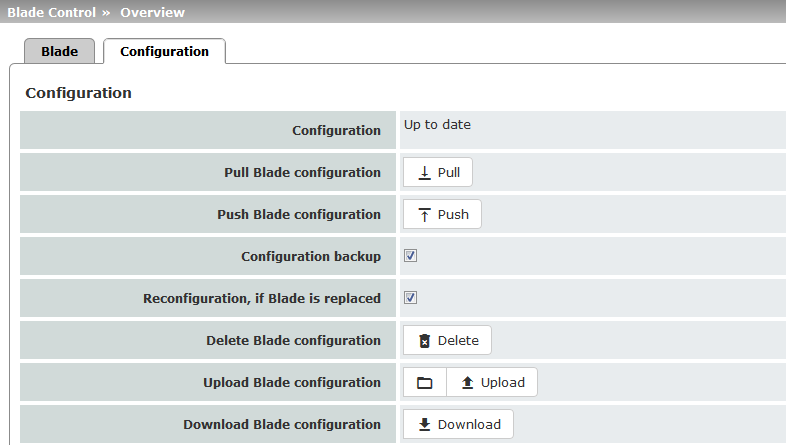 Blade Control » Overview
Blade Configuration
Configuration
Configuration Up to date
Pull Blade configuration Pull
Push Blade configuration Push
Configuration backup
Reconfiguration, if Blade is replaced
Delete Blade configuration Delete
Upload Blade configuration Upload
Download Blade configuration Download